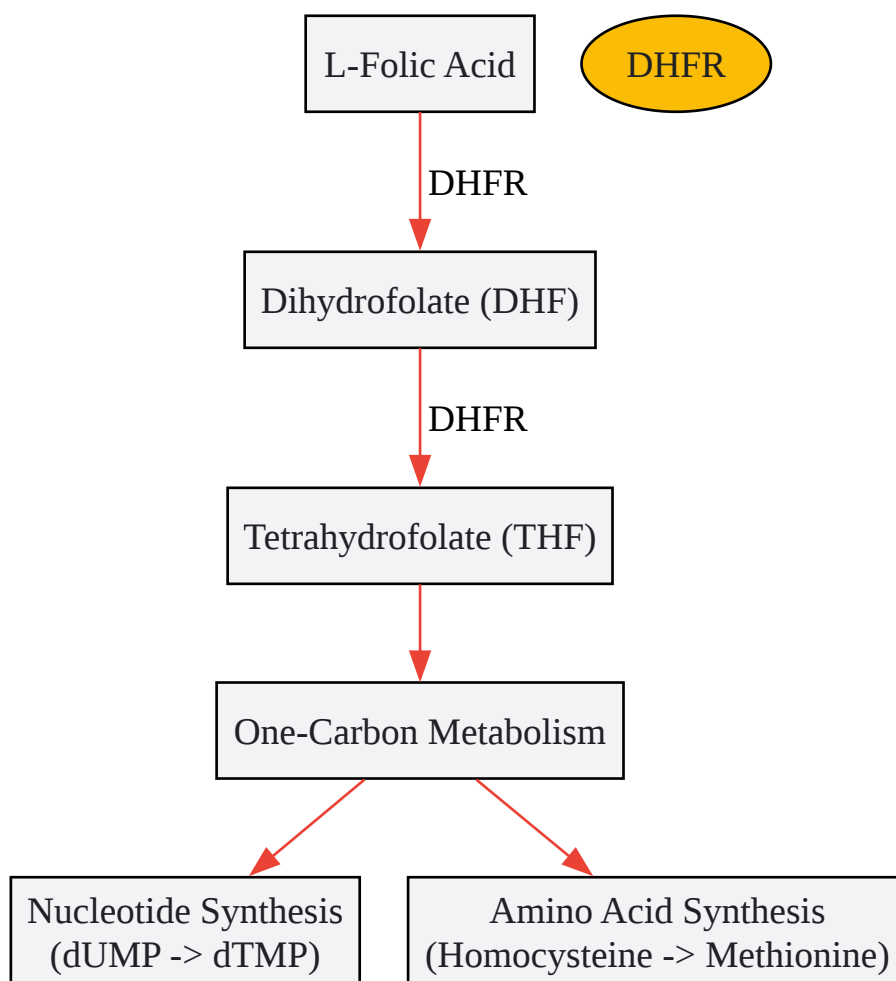 L-Folic Acid
DHFR
DHFR
Dihydrofolate (DHF)
DHFR
Tetrahydrofolate (THF)
One-Carbon Metabolism
Nucleotide Synthesis
(dUMP -> dTMP)
Amino Acid Synthesis
(Homocysteine -> Methionine)